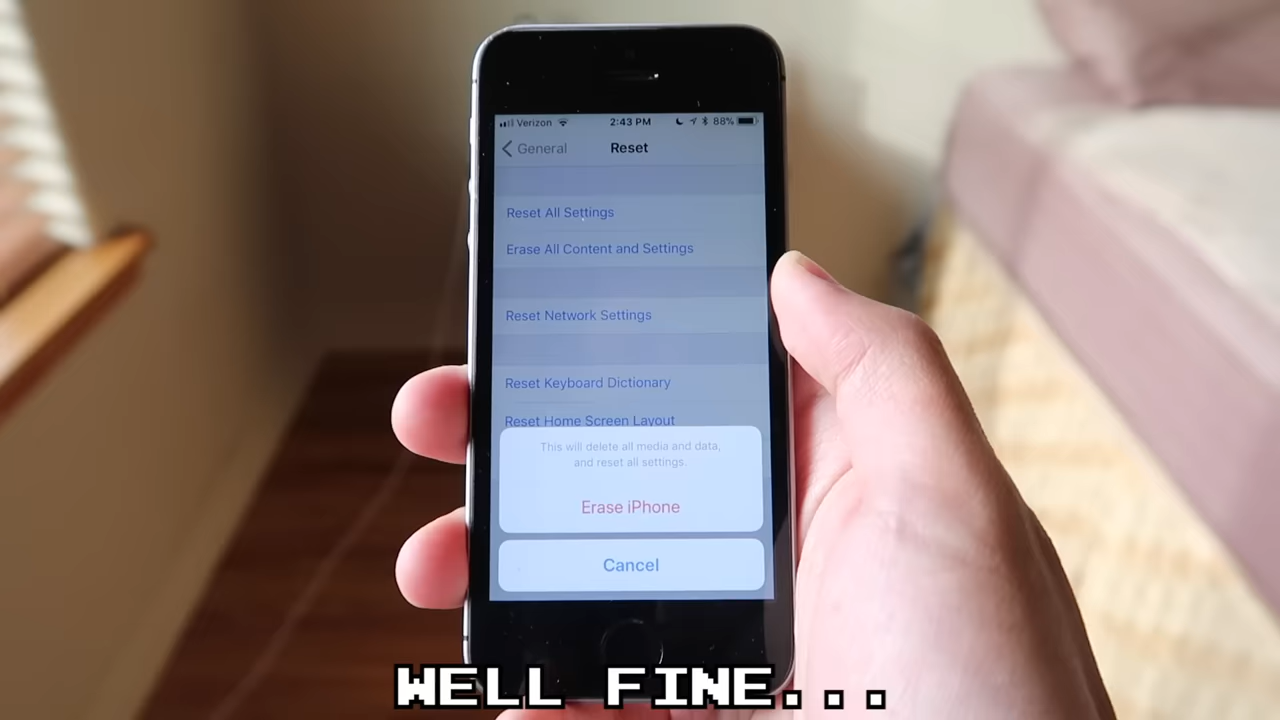 Verizon 2:43 PM 88%
General Reset
Reset All Settings
Erase All Content and Settings
Reset Network Settings
Reset Keyboard Dictionary
Reset Home Screen Layout
This will delete all media and data,
and reset all settings.
Erase iPhone
Cancel
WELL FINE...